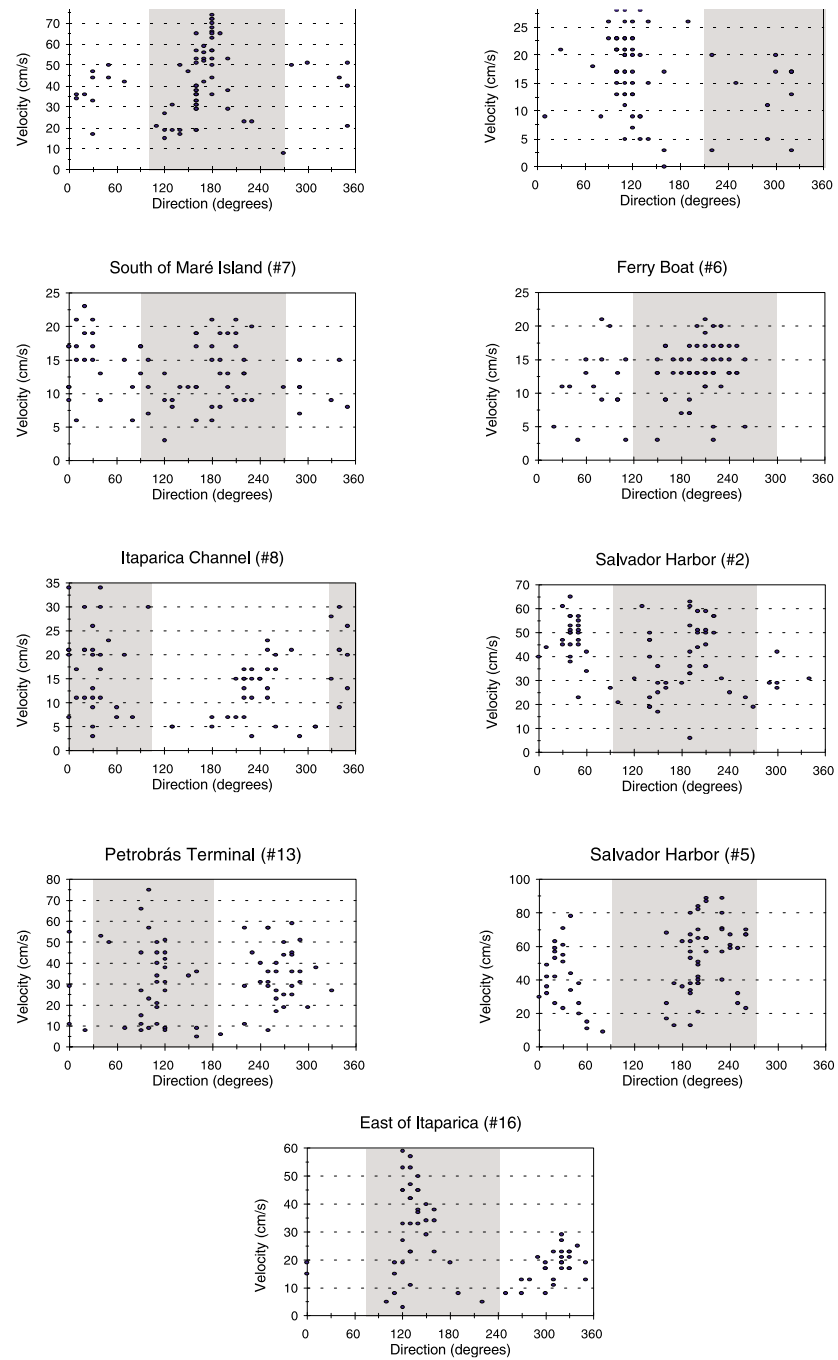 Velocity (cm/s)
70
60
50
40
30
20
10
0
0 60 120 180 240 300 360
Direction (degrees)
Velocity (cm/s)
25
20
15
10
5
0
0 60 120 180 240 300 360
Direction (degrees)
South of Maré Island (#7)
Velocity (cm/s)
25
20
15
10
5
0
0 60 120 180 240 300 360
Direction (degrees)
Ferry Boat (#6)
Velocity (cm/s)
25
20
15
10
5
0
0 60 120 180 240 300 360
Direction (degrees)
Itaparica Channel (#8)
Velocity (cm/s)
35
30
25
20
15
10
5
0
0 60 120 180 240 300 360
Direction (degrees)
Salvador Harbor (#2)
Velocity (cm/s)
70
60
50
40
30
20
10
0
0 60 120 180 240 300 360
Direction (degrees)
Petrobrás Terminal (#13)
Velocity (cm/s)
80
70
60
50
40
30
20
10
0
0 60 120 180 240 300 360
Direction (degrees)
Salvador Harbor (#5)
Velocity (cm/s)
100
80
60
40
20
0
0 60 120 180 240 300 360
Direction (degrees)
East of Itaparica (#16)
Velocity (cm/s)
60
50
40
30
20
10
0
0 60 120 180 240 300 360
Direction (degrees)